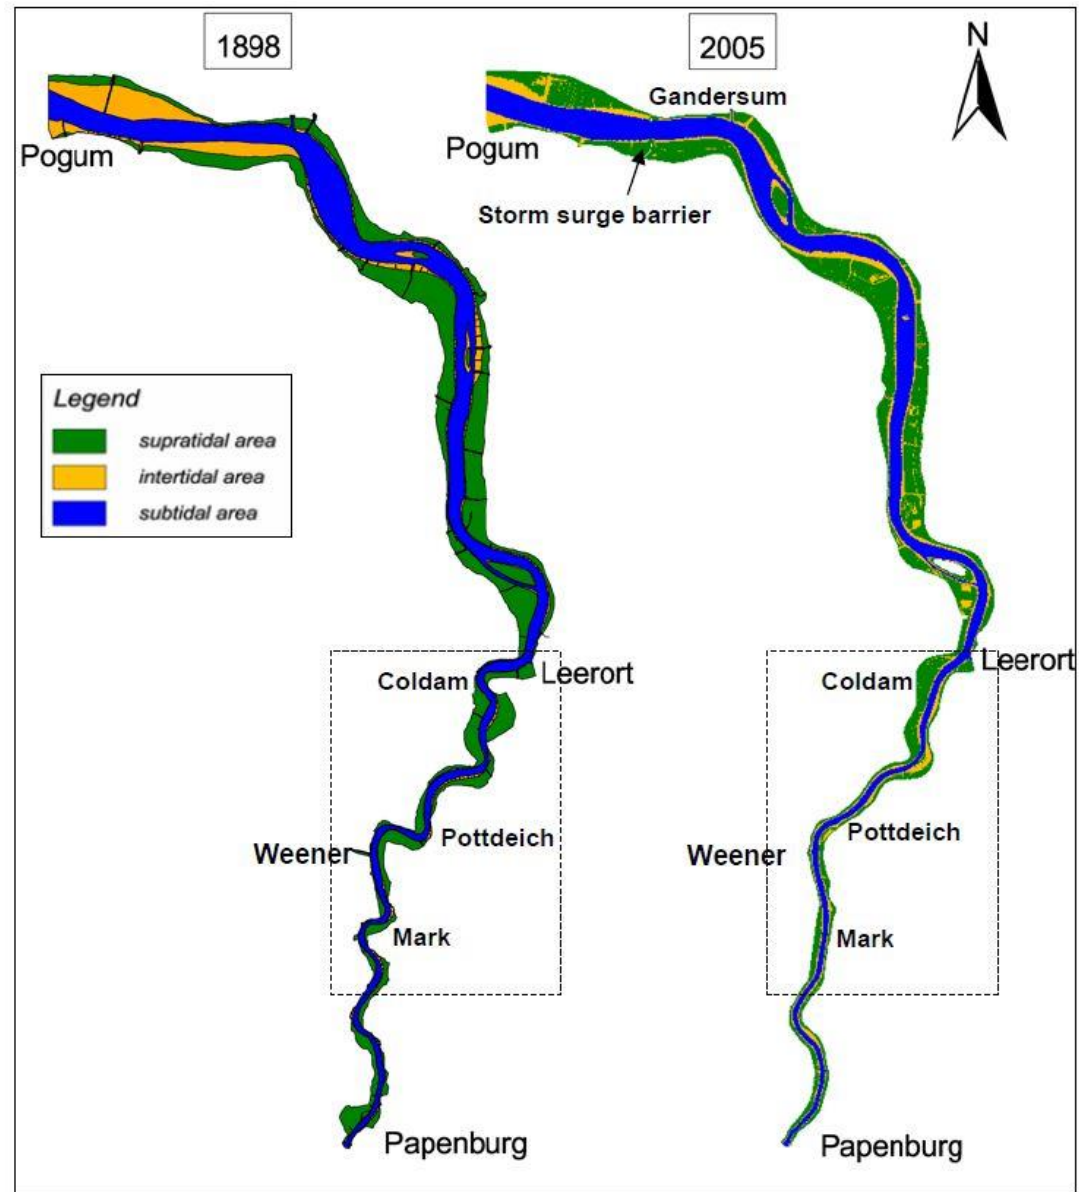 1898
2005
N
Gandersum
Pogum
Pogum
Storm surge barrier
Legend
supratidal area
intertidal area
subtidal area
Leerort
Leerort
Coldam
Coldam
Pottdeich
Pottdeich
Weener
Weener
Mark
Mark
Papenburg
Papenburg